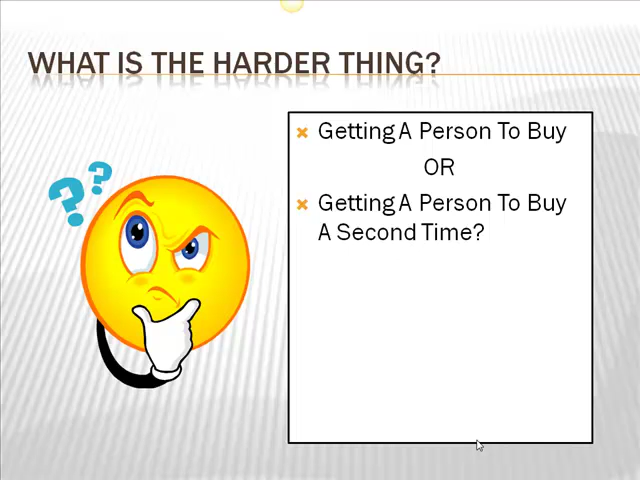 WHAT IS THE HARDER THING?
Getting A Person To Buy
OR
Getting A Person To Buy
A Second Time?
? ?